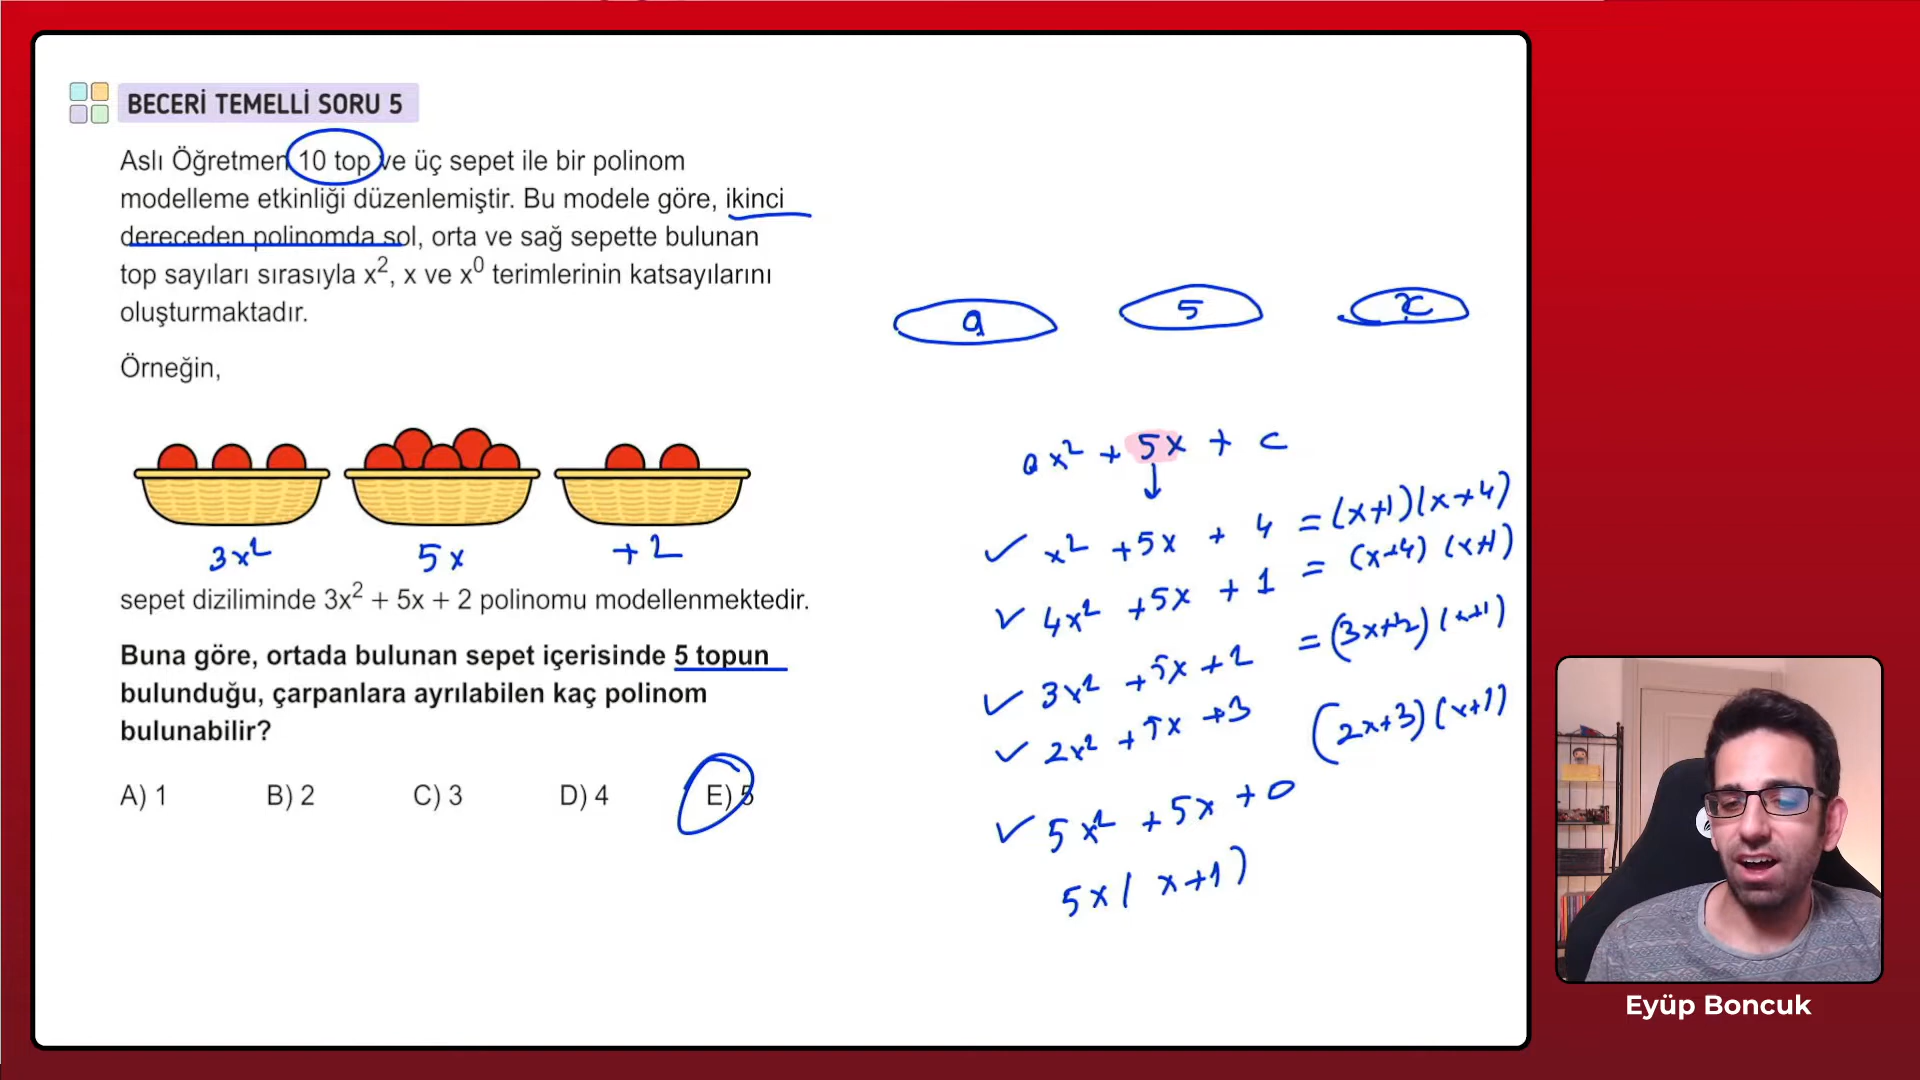 BECERİ TEMELLİ SORU 5
Aslı Öğretmen 10 top ve üç sepet ile bir polinom
modelleme etkinliği düzenlemiştir. Bu modele göre, ikinci
dereceden polinomda sol, orta ve sağ sepette bulunan
top sayıları sırasıyla x², x ve x⁰ terimlerinin katsayılarını
oluşturmaktadır.
Örneğin,
3x² 5x +2
sepet diziliminde 3x² + 5x + 2 polinomu modellenmektedir.
Buna göre, ortada bulunan sepet içerisinde 5 topun
bulunduğu, çarpanlara ayrılabilen kaç polinom
bulunabilir?
A) 1 B) 2 C) 3 D) 4 E) 5
a 5 c
ax² + 5x + c
x² + 5x + 4 = (x+1)(x+4)
4x² + 5x + 1 = (x+4) (x+1)
3x² + 5x + 2 = (3x+2) (x+1)
2x² + 5x + 3 (2x+3) (x+1)
5x² + 5x + 0
5x( x+1)
Eyüp Boncuk